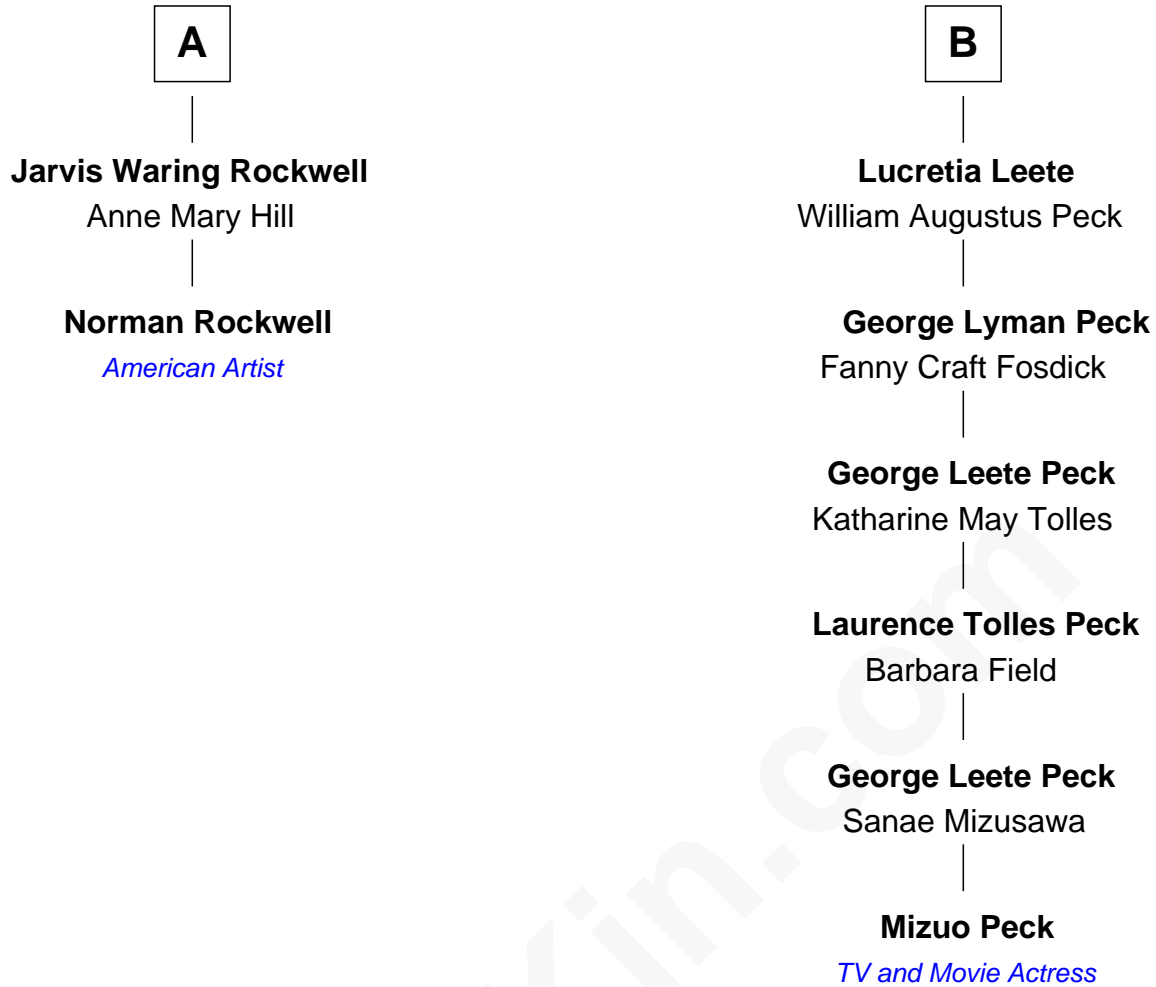 A
Jarvis Waring Rockwell
Anne Mary Hill
Norman Rockwell
American Artist
B
Lucretia Leete
William Augustus Peck
George Lyman Peck
Fanny Craft Fosdick
George Leete Peck
Katharine May Tolles
Laurence Tolles Peck
Barbara Field
George Leete Peck
Sanae Mizusawa
Mizuo Peck
TV and Movie Actress
Kin.com